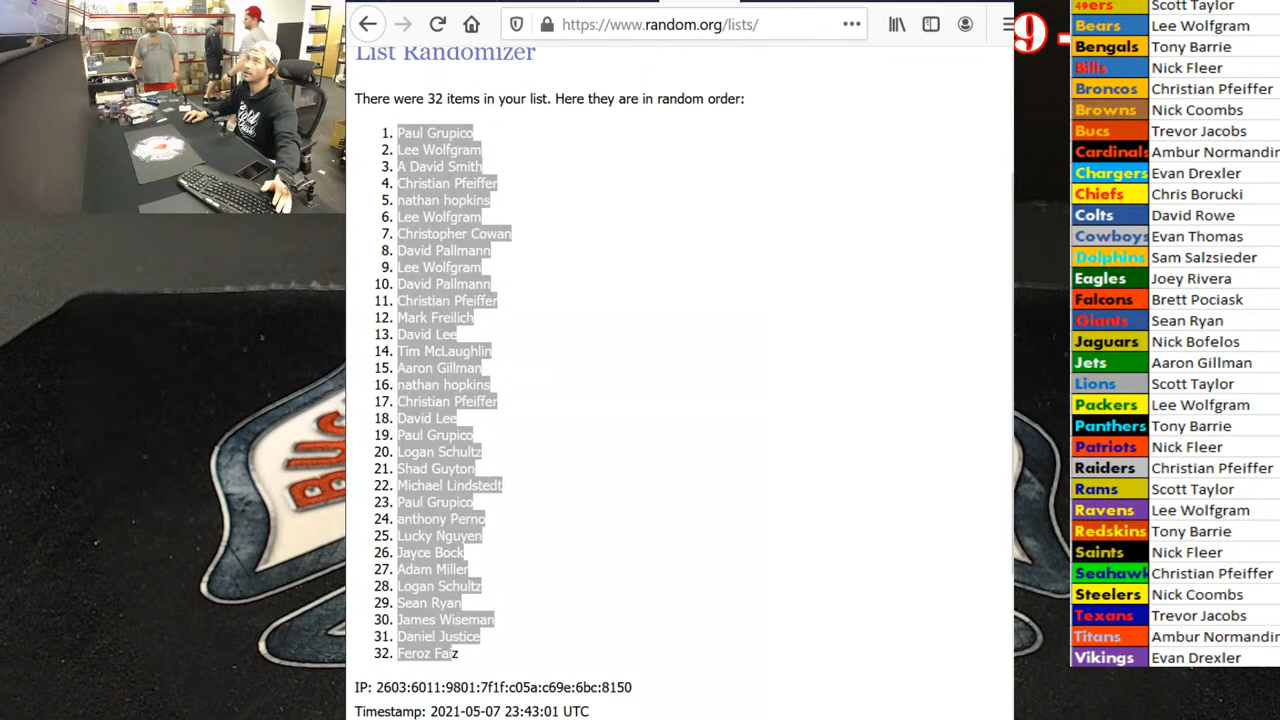 https://www.random.org/lists/
List Randomizer
There were 32 items in your list. Here they are in random order:
1. Paul Grupico
2. Lee Wolfgram
3. A David Smith
4. Christian Pfeiffer
5. nathan hopkins
6. Lee Wolfgram
7. Christopher Cowan
8. David Pallmann
9. Lee Wolfgram
10. David Pallmann
11. Christian Pfeiffer
12. Mark Freilich
13. David Lee
14. Tim McLaughlin
15. Aaron Gillman
16. nathan hopkins
17. Christian Pfeiffer
18. David Lee
19. Paul Grupico
20. Logan Schultz
21. Shad Guyton
22. Michael Lindstedt
23. Paul Grupico
24. anthony Perno
25. Lucky Nguyen
26. Jayce Bock
27. Adam Miller
28. Logan Schultz
29. Sean Ryan
30. James Wiseman
31. Daniel Justice
32. Feroz Faiz
IP: 2603:6011:9801:7f1f:c05a:c69e:6bc:8150
Timestamp: 2021-05-07 23:43:01 UTC
9 -
49ers Scott Taylor
Bears Lee Wolfgram
Bengals Tony Barrie
Bills Nick Fleer
Broncos Christian Pfeiffer
Browns Nick Coombs
Bucs Trevor Jacobs
Cardinals Ambur Normandin
Chargers Evan Drexler
Chiefs Chris Borucki
Colts David Rowe
Cowboys Evan Thomas
Dolphins Sam Salzsieder
Eagles Joey Rivera
Falcons Brett Pociask
Giants Sean Ryan
Jaguars Nick Bofelos
Jets Aaron Gillman
Lions Scott Taylor
Packers Lee Wolfgram
Panthers Tony Barrie
Patriots Nick Fleer
Raiders Christian Pfeiffer
Rams Scott Taylor
Ravens Lee Wolfgram
Redskins Tony Barrie
Saints Nick Fleer
Seahawk Christian Pfeiffer
Steelers Nick Coombs
Texans Trevor Jacobs
Titans Ambur Normandin
Vikings Evan Drexler
BUS